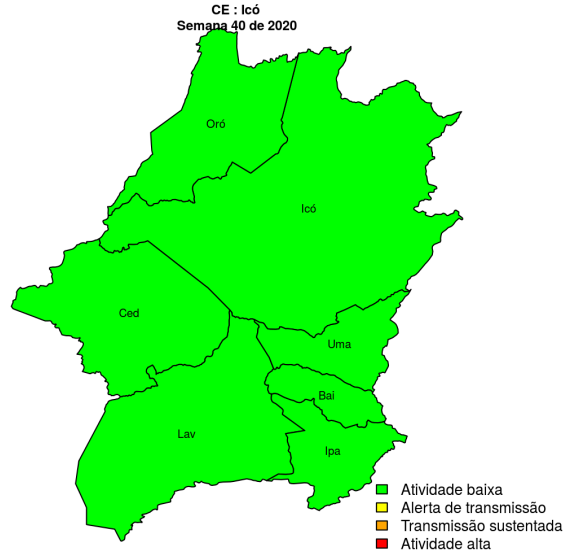 CE : Icó
Semana 40 de 2020
Oró
Icó
Ced
Uma
Bai
Lav
Ipa
Atividade baixa
Alerta de transmissão
Transmissão sustentada
Atividade alta